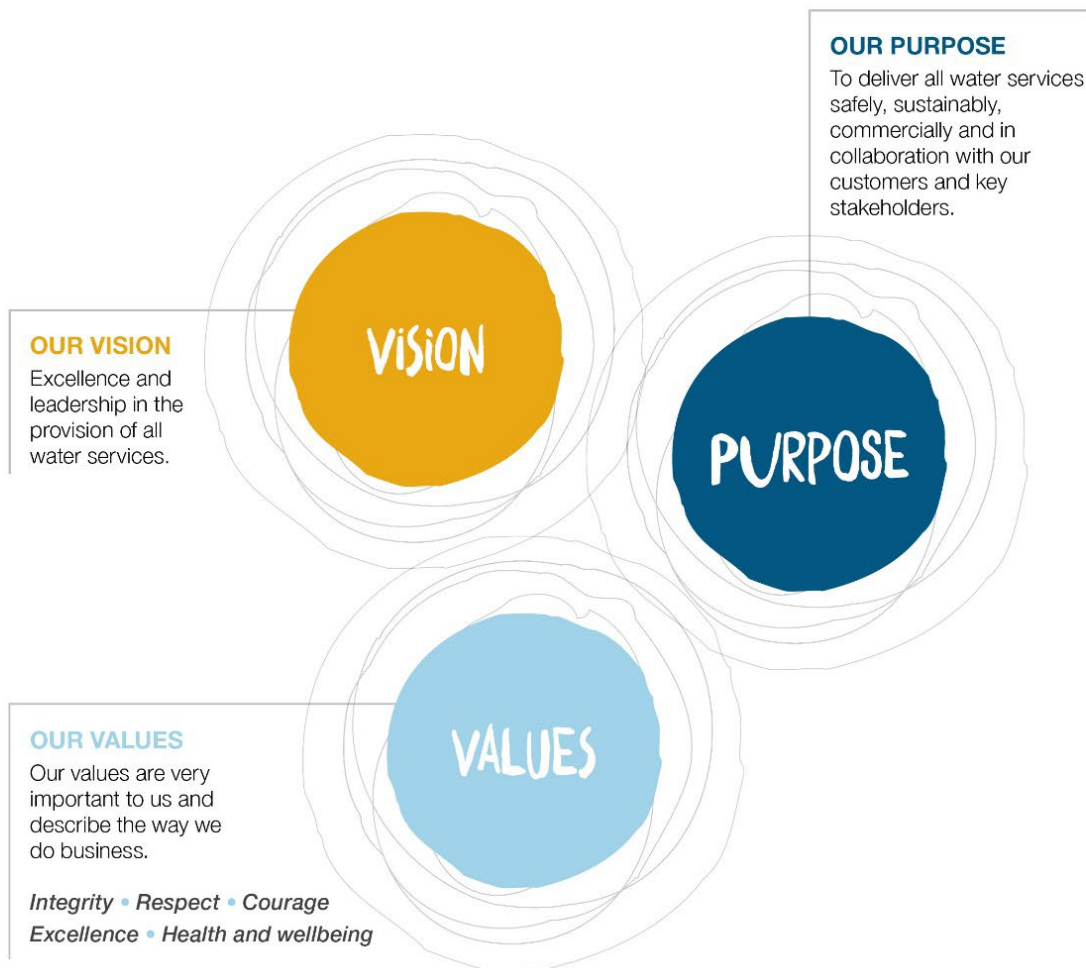 OUR PURPOSE
To deliver all water services
safely, sustainably,
commercially and in
collaboration with our
customers and key
stakeholders.
VISION
OUR VISION
Excellence and
leadership in the
provision of all
water services.
PURPOSE
VALUES
OUR VALUES
Our values are very
important to us and
describe the way we
do business.
Integrity • Respect • Courage
Excellence • Health and wellbeing